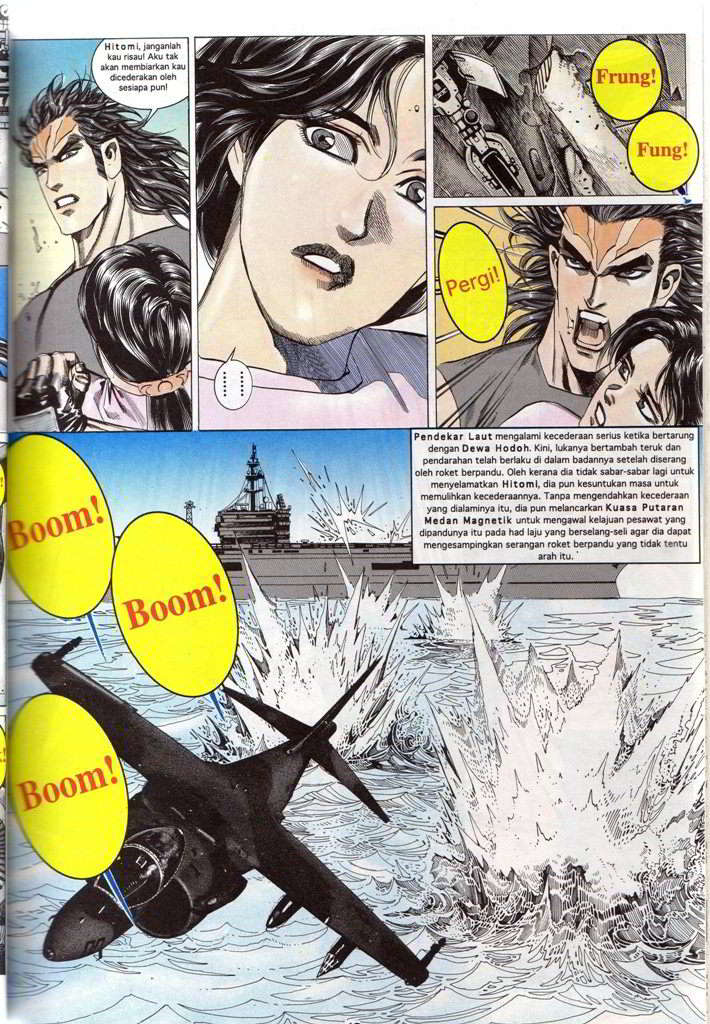 Hitomi, janganlah
kau risau! Aku tak
akan membiarkan kau
dicederakan oleh
sesiapa pun!
......
Frung!
Fung!
Pergi!
Pendekar Laut mengalami kecederaan serius ketika bertarung
dengan Dewa Hodoh. Kini, lukanya bertambah teruk dan
pendarahan telah berlaku di dalam badannya setelah diserang
oleh roket berpandu. Oleh kerana dia tidak sabar-sabar lagi untuk
menyelamatkan Hitomi, dia pun kesuntukan masa untuk
memulihkan kecederaannya. Tanpa mengendahkan kecederaan
yang dialaminya itu, dia pun melancarkan Kuasa Putaran
Medan Magnetik untuk mengawal kelajuan pesawat yang
dipandunya itu pada had laju yang berselang-seli agar dia dapat
mengesampingkan serangan roket berpandu yang tidak tentu
arah itu.
Boom!
Boom!
Boom!